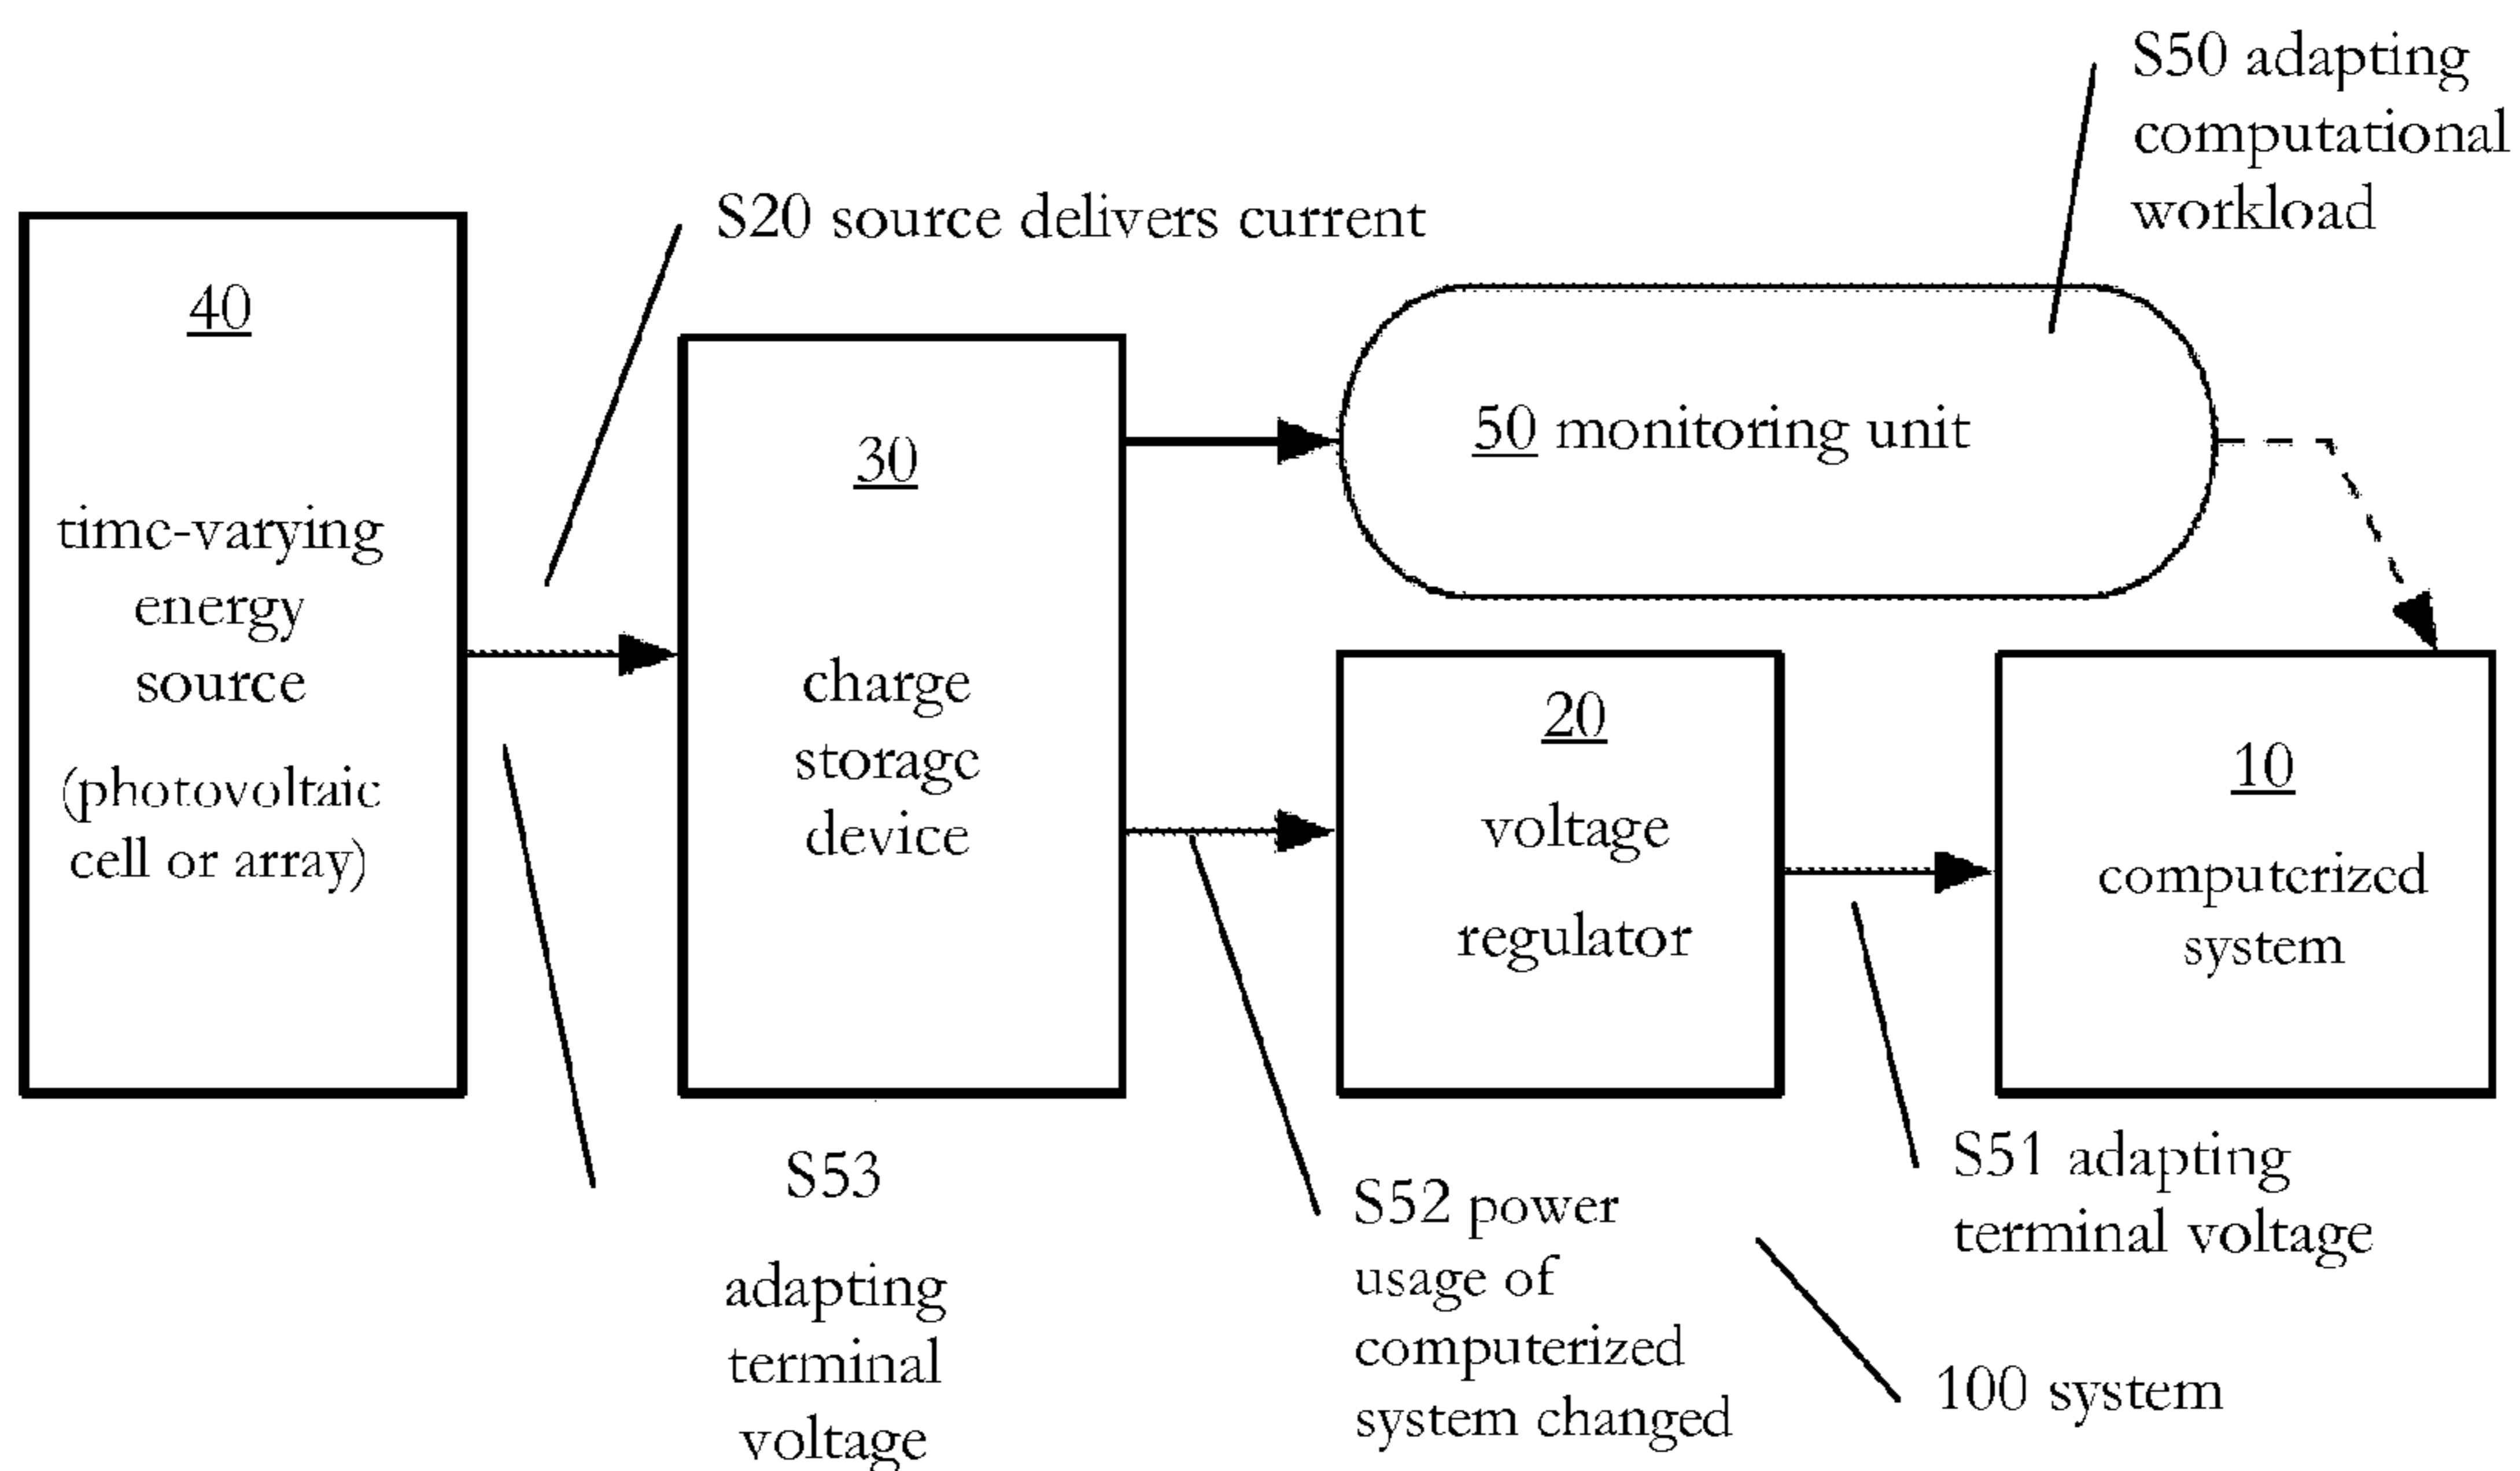 S50 adapting
computational
workload
S20 source delivers current
40
time-varying
energy
source
(photovoltaic
cell or array)
30
charge
storage
device
50 monitoring unit
20
voltage
regulator
10
computerized
system
S53
adapting
terminal
voltage
S52 power
usage of
computerized
system changed
S51 adapting
terminal voltage
100 system